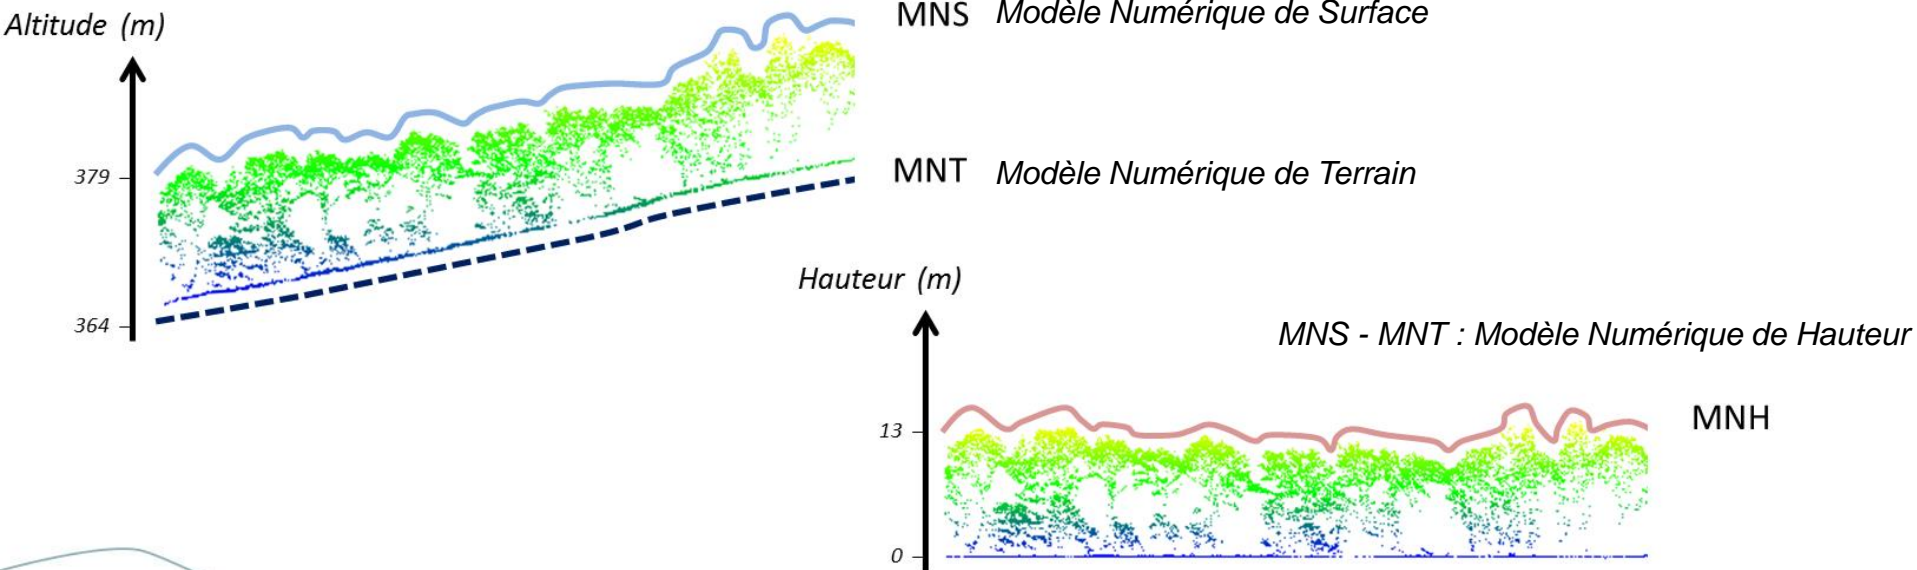 Altitude (m)
MNS Modèle Numérique de Surface
379
MNT Modèle Numérique de Terrain
364
Hauteur (m)
MNS - MNT : Modèle Numérique de Hauteur
13
MNH
0